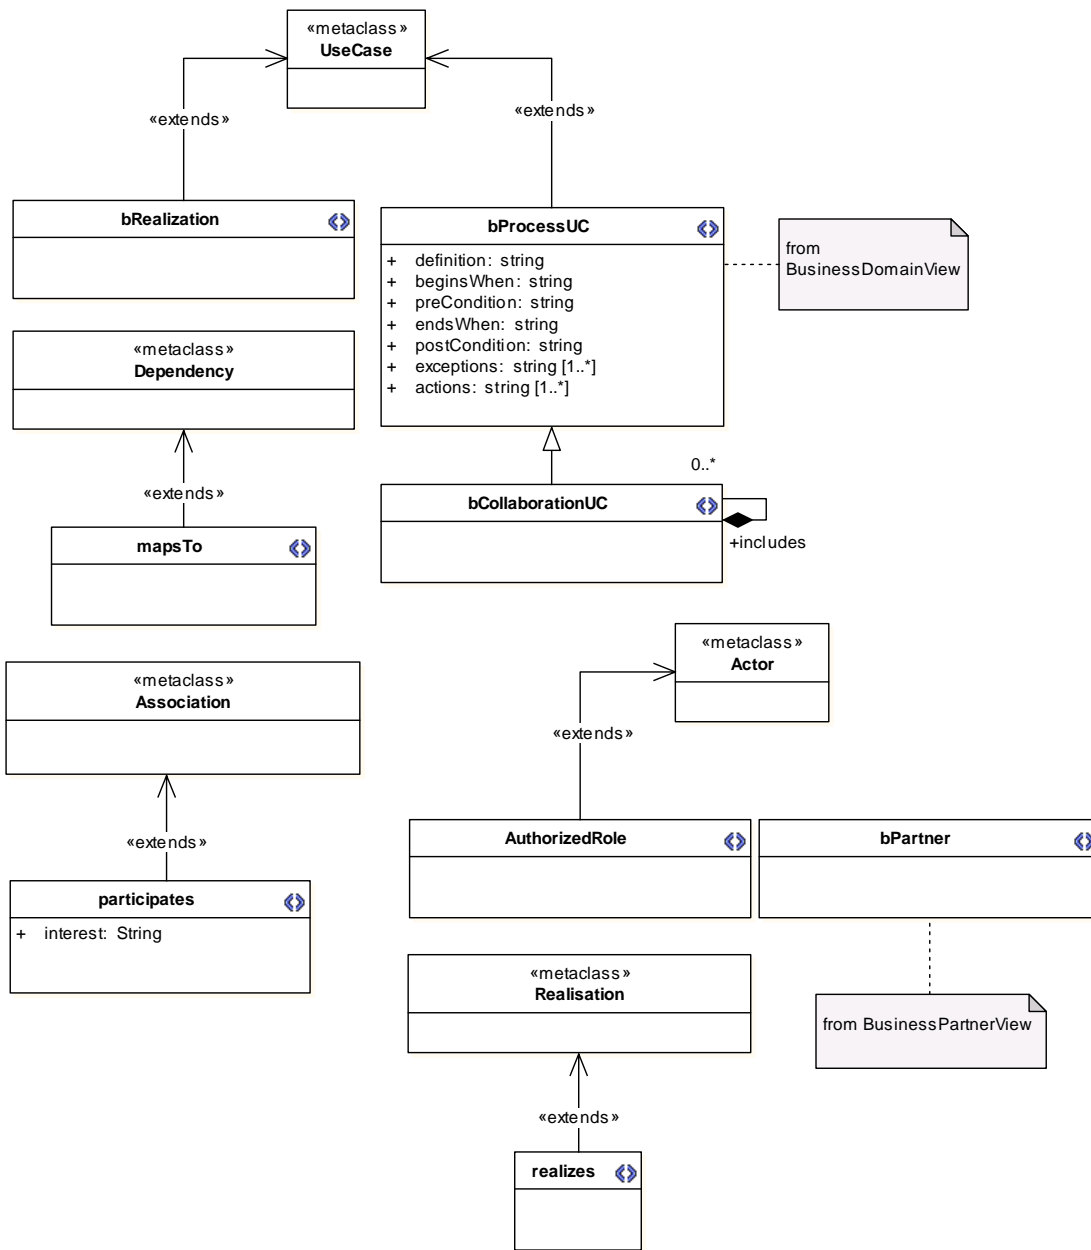 «metaclass»
UseCase
«extends»
«extends»
bRealization
bProcessUC
+ definition: string
+ beginsWhen: string
+ preCondition: string
+ endsWhen: string
+ postCondition: string
+ exceptions: string [1..*]
+ actions: string [1..*]
from
BusinessDomainView
«metaclass»
Dependency
«extends»
mapsTo
0..*
bCollaborationUC
+includes
«metaclass»
Association
«extends»
participates
+ interest: String
«metaclass»
Actor
«extends»
AuthorizedRole
bPartner
from BusinessPartnerView
«metaclass»
Realisation
«extends»
realizes